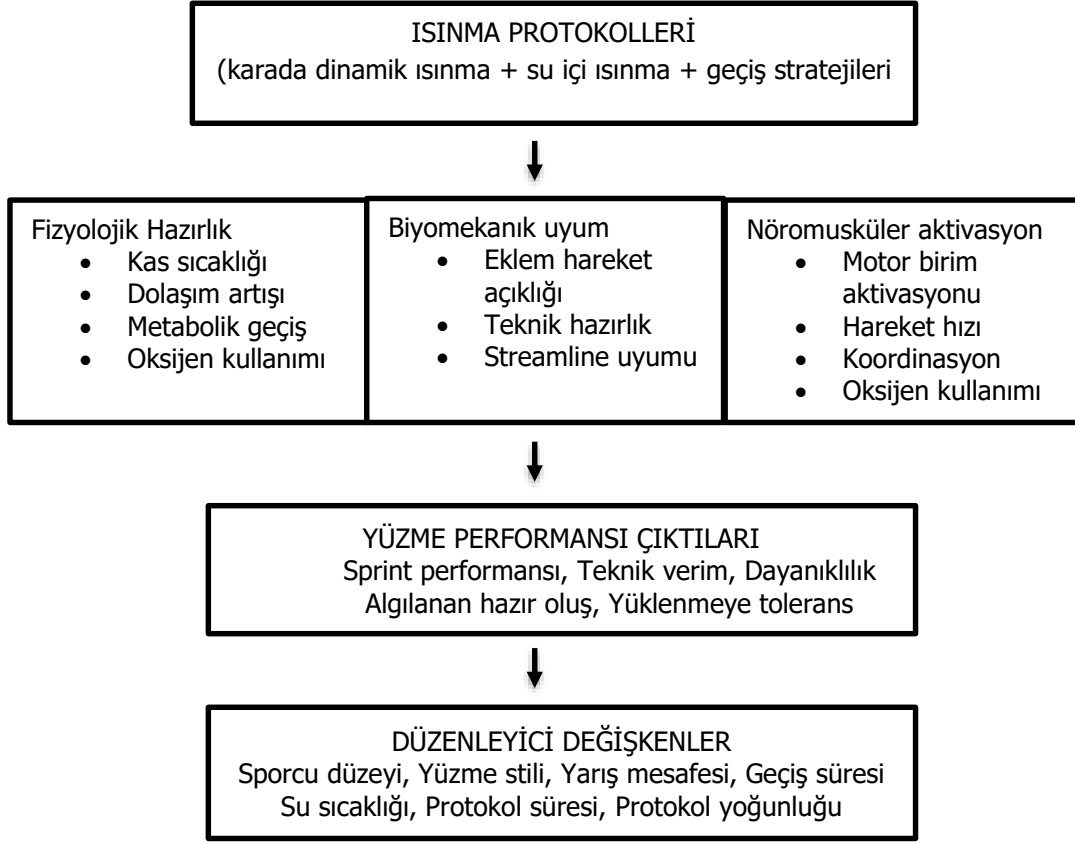 ISINMA PROTOKOLLERİ
(karada dinamik ısınma + su içi ısınma + geçiş stratejileri
Fizyolojik Hazırlık
• Kas sıcaklığı
• Dolaşım artışı
• Metabolik geçiş
• Oksijen kullanımı
Biyomekanik uyum
• Eklem hareket
açıklığı
• Teknik hazırlık
• Streamline uyumu
Nöromusküler aktivasyon
• Motor birim
aktivasyonu
• Hareket hızı
• Koordinasyon
• Oksijen kullanımı
YÜZME PERFORMANSI ÇIKTILARI
Sprint performansı, Teknik verim, Dayanıklılık
Algılanan hazır oluş, Yüklenmeye tolerans
DÜZENLEYİCİ DEĞİŞKENLER
Sporcu düzeyi, Yüzme stili, Yarış mesafesi, Geçiş süresi
Su sıcaklığı, Protokol süresi, Protokol yoğunluğu